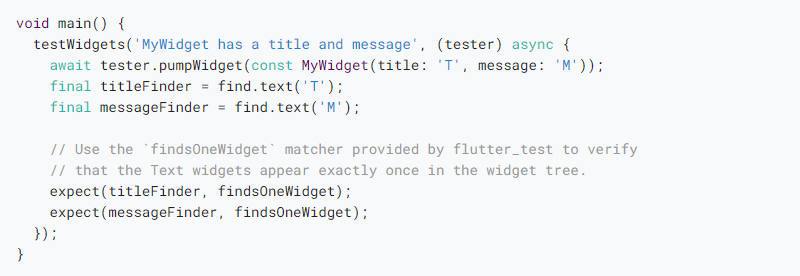 void main() {
  testWidgets('MyWidget has a title and message', (tester) async {
    await tester.pumpWidget(const MyWidget(title: 'T', message: 'M'));
    final titleFinder = find.text('T');
    final messageFinder = find.text('M');

    // Use the `findsOneWidget` matcher provided by flutter_test to verify
    // that the Text widgets appear exactly once in the widget tree.
    expect(titleFinder, findsOneWidget);
    expect(messageFinder, findsOneWidget);
  });
}